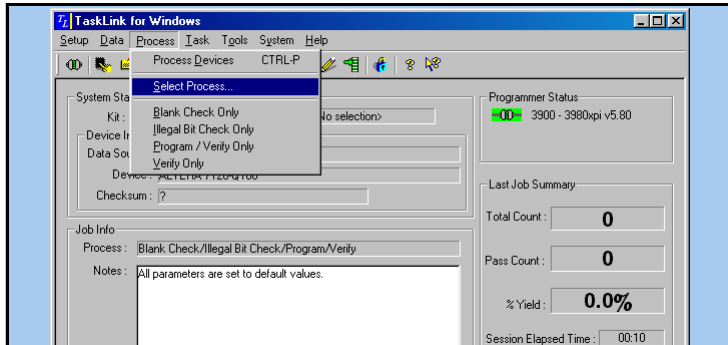 TaskLink for Windows
Setup Data Process Task Tools System Help
Process Devices CTRL-P
Select Process...
Blank Check Only
Illegal Bit Check Only
Program / Verify Only
Verify Only
System Sta
Kit :
No selection>
Device In
Data Sou
ALTERA 7128-Q100
Checksum : ?
Job Info
Process : Blank Check/Illegal Bit Check/Program/Verify
Notes : All parameters are set to default values.
Programmer Status
3900 - 3980xpi v5.80
Last Job Summary
Total Count : 0
Pass Count : 0
% Yield : 0.0%
Session Elapsed Time : 00:10